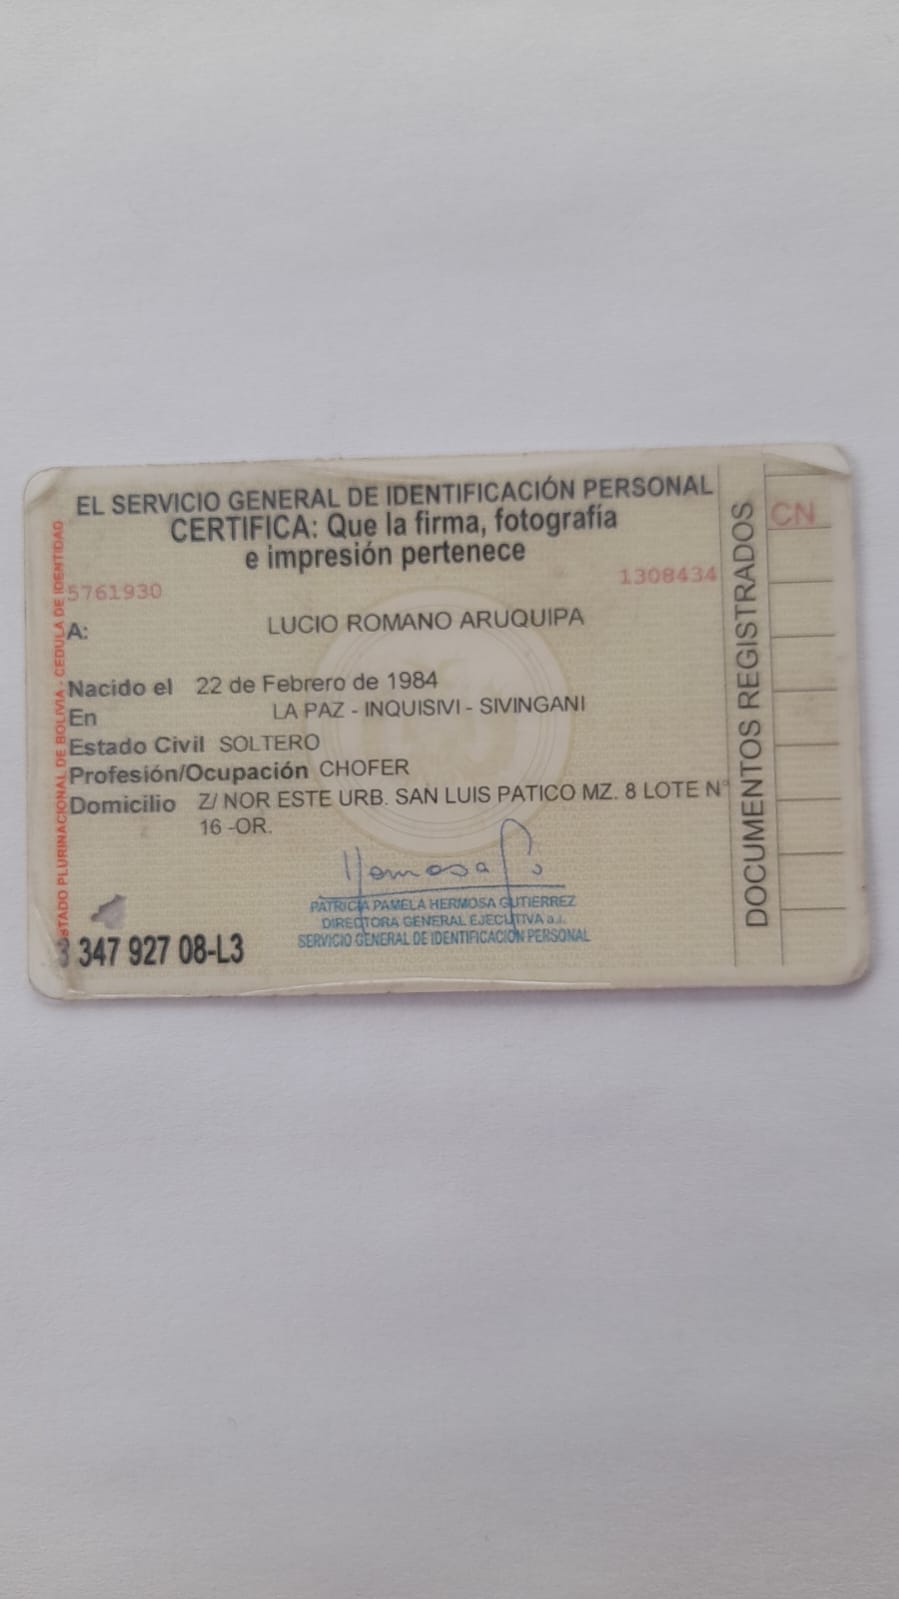 EL SERVICIO GENERAL DE IDENTIFICACIÓN PERSONAL
CERTIFICA: Que la firma, fotografía
e impresión pertenece
5761930
1308434
A: LUCIO ROMANO ARUQUIPA
Nacido el 22 de Febrero de 1984
En LA PAZ - INQUISIVI - SIVINGANI
Estado Civil SOLTERO
Profesión/Ocupación CHOFER
Domicilio Z/ NOR ESTE URB. SAN LUIS PATICO MZ. 8 LOTE N°
16 -OR.
Hermosa
PATRICIA PAMELA HERMOSA GUTIERREZ
DIRECTORA GENERAL EJECUTIVA a.i.
SERVICIO GENERAL DE IDENTIFICACIÓN PERSONAL
3 347 927 08-L3
ESTADO PLURINACIONAL DE BOLIVIA - CEDULA DE IDENTIDAD
DOCUMENTOS REGISTRADOS
CN